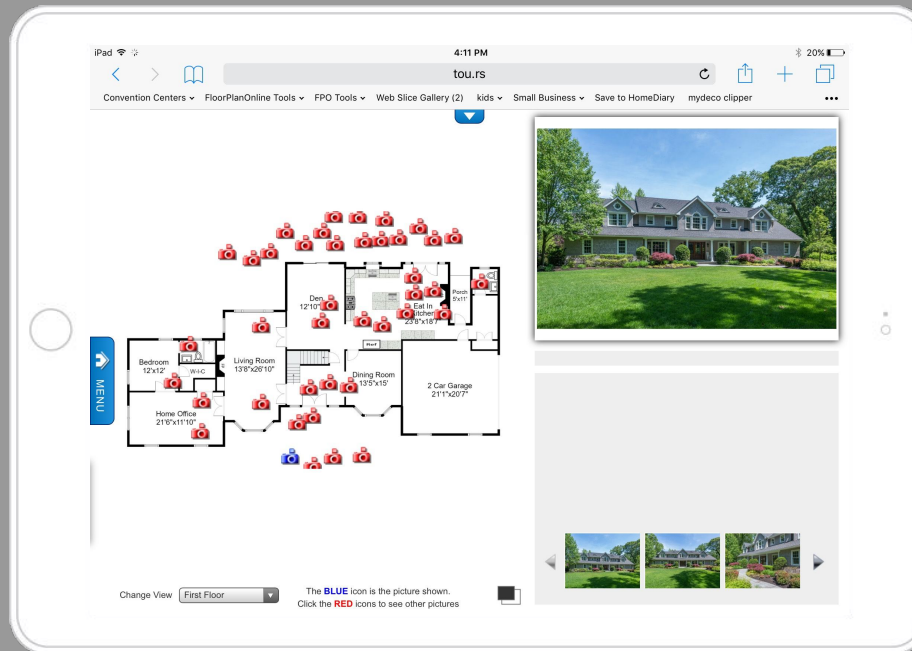 iPad 4:11 PM 20%
tou.rs
Convention Centers FloorPlanOnline Tools FPO Tools Web Slice Gallery (2) kids Small Business Save to HomeDiary mydeco clipper
Den
12'10"
Porch
5'x11'
Eat In
Kitchen
23'8"x18'7"
Ref
Bedroom
12'x12'
W-I-C
Living Room
13'8"x26'10"
Dining Room
13'5"x15'
2 Car Garage
21'1"x20'7"
Home Office
21'6"x11'10"
MENU
Change View First Floor
The BLUE icon is the picture shown.
Click the RED icons to see other pictures